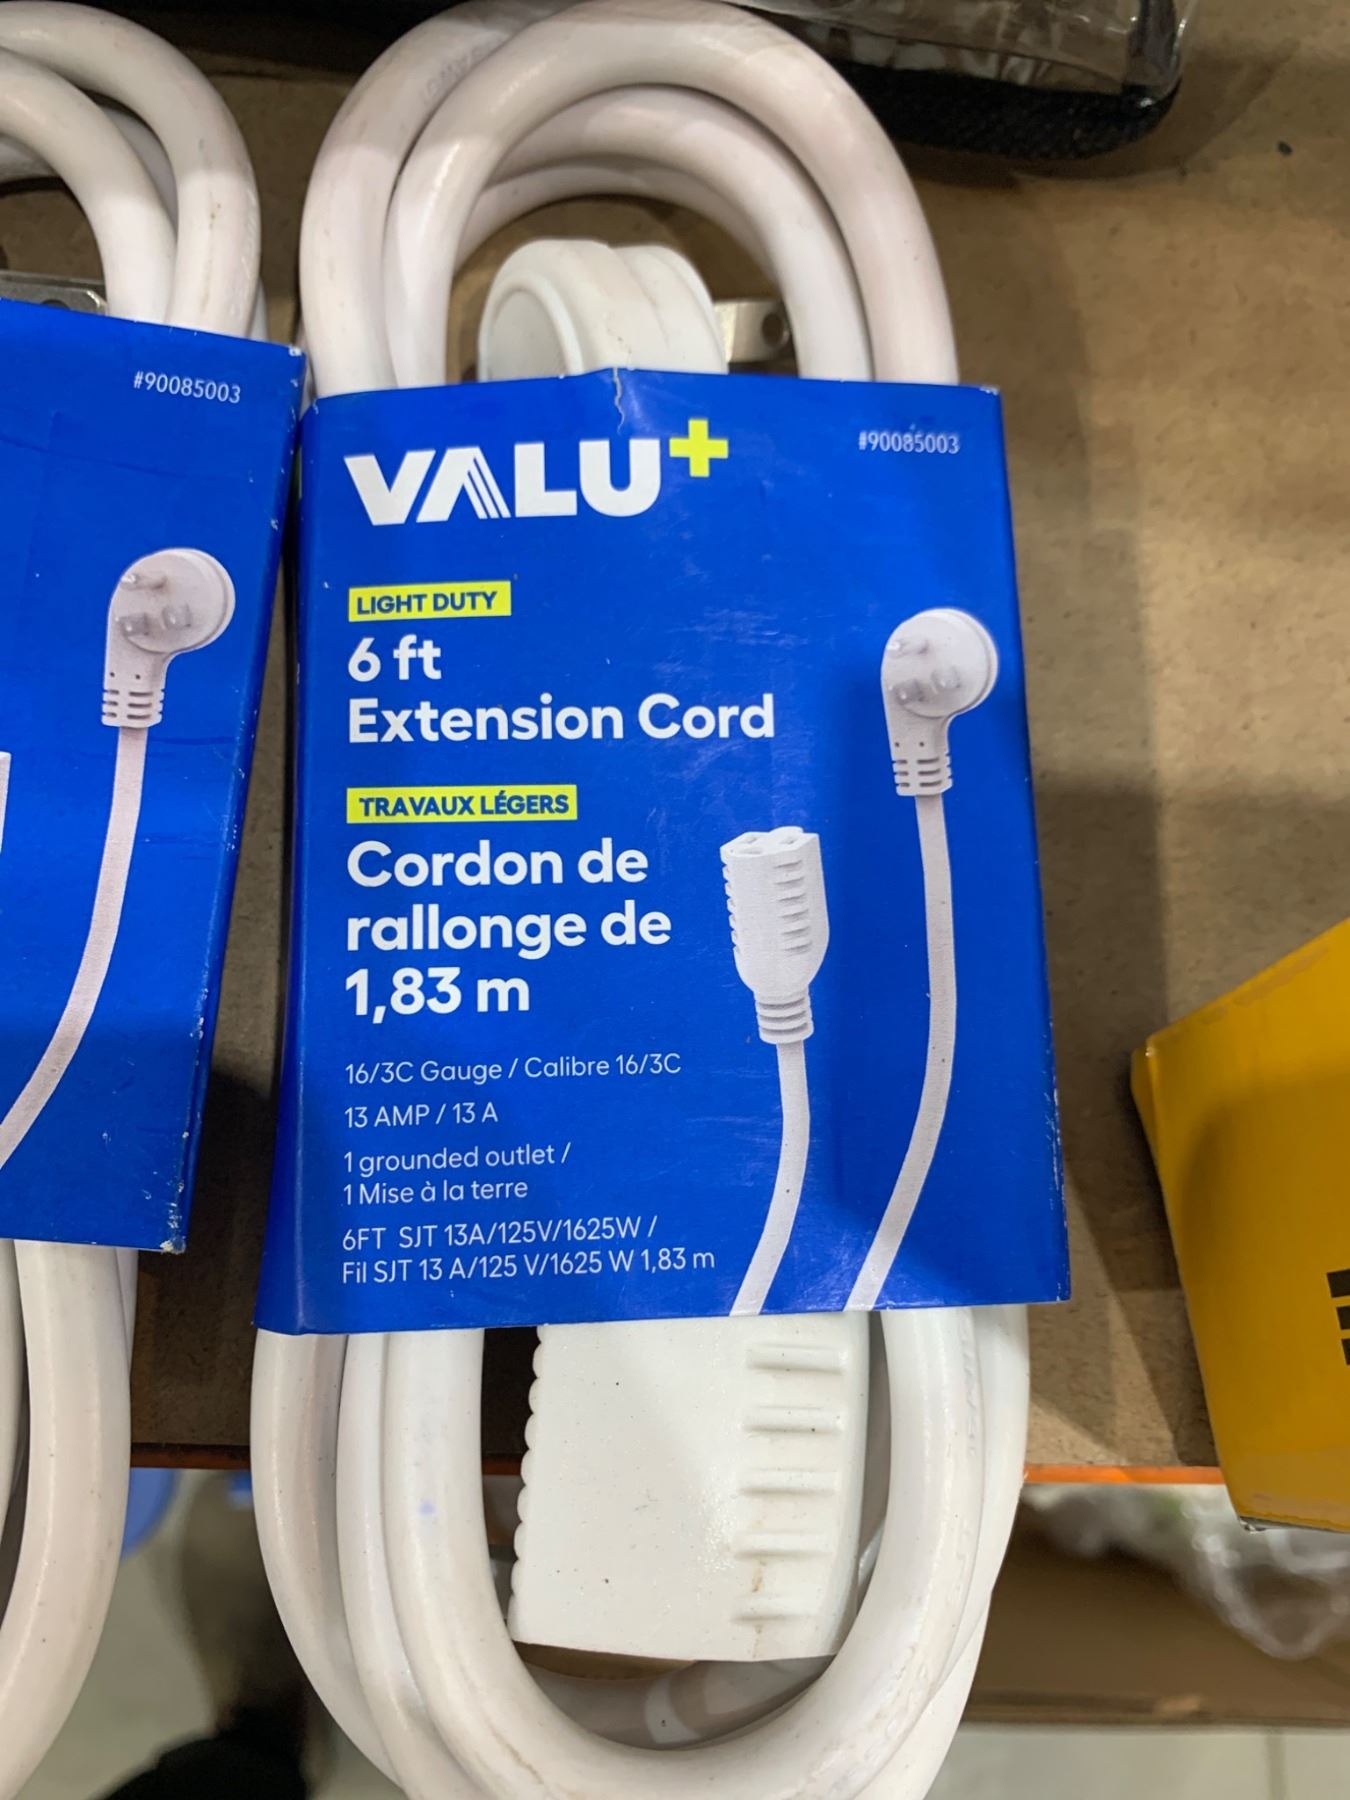 #90085003
VALU+
#90085003
LIGHT DUTY
6 ft
Extension Cord
TRAVAUX LÉGERS
Cordon de
rallonge de
1,83 m
16/3C Gauge / Calibre 16/3C
13 AMP / 13 A
1 grounded outlet /
1 Mise à la terre
6FT SJT 13A/125V/1625W /
Fil SJT 13 A/125 V/1625 W 1,83 m